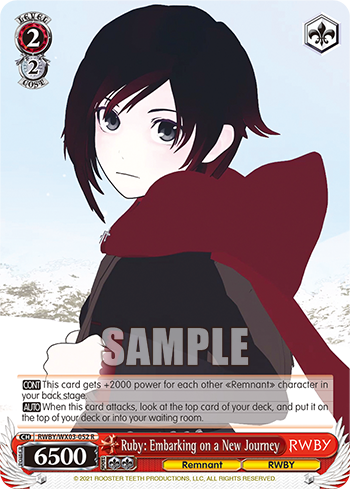 LEVEL
2
2
COST
SAMPLE
CONT This card gets +2000 power for each other «Remnant» character in
your back stage.
AUTO When this card attacks, look at the top card of your deck, and put it on
the top of your deck or into your waiting room.
CH RWBY/WX03-052 R
POWER 6500
Ruby: Embarking on a New Journey
RWBY
Remnant
RWBY
©2021 ROOSTER TEETH PRODUCTIONS, LLC, ALL RIGHTS RESERVED.